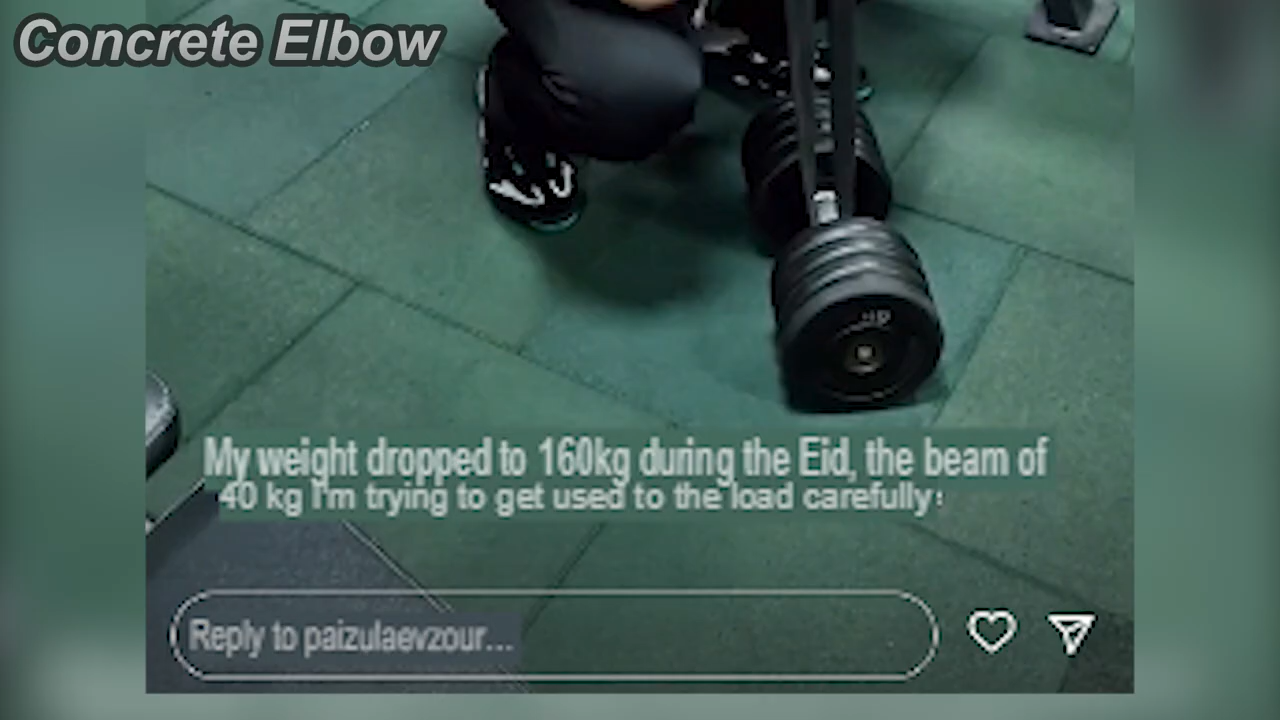 Concrete Elbow
40
My weight dropped to 160kg during the Eid, the beam of
40 kg I'm trying to get used to the load carefully:
Reply to paizulaevzour...